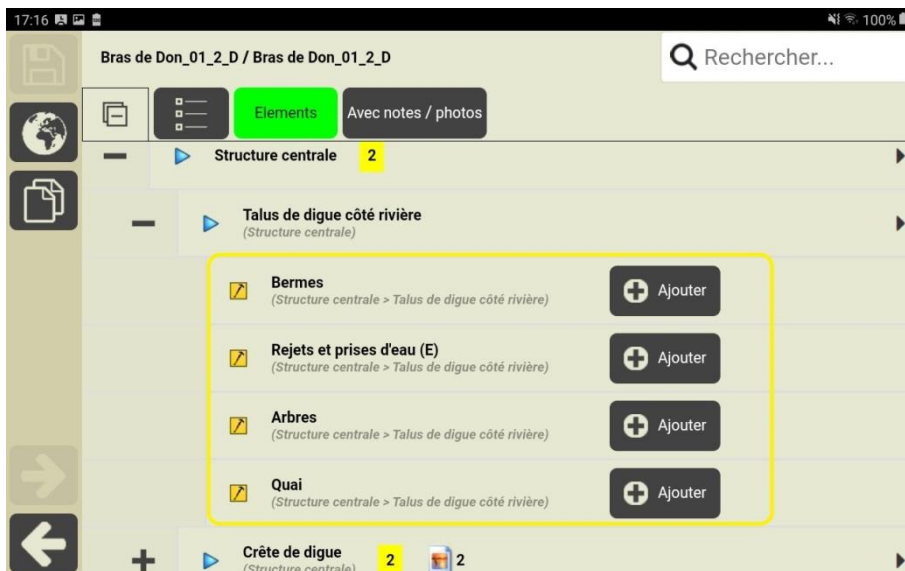 17:16 100%
Bras de Don_01_2_D / Bras de Don_01_2_D
Rechercher...
Elements
Avec notes / photos
Structure centrale 2
Talus de digue côté rivière
(Structure centrale)
Bermes
(Structure centrale > Talus de digue côté rivière)
Ajouter
Rejets et prises d'eau (E)
(Structure centrale > Talus de digue côté rivière)
Ajouter
Arbres
(Structure centrale > Talus de digue côté rivière)
Ajouter
Quai
(Structure centrale > Talus de digue côté rivière)
Ajouter
Crête de digue 2 2
(Structure centrale)